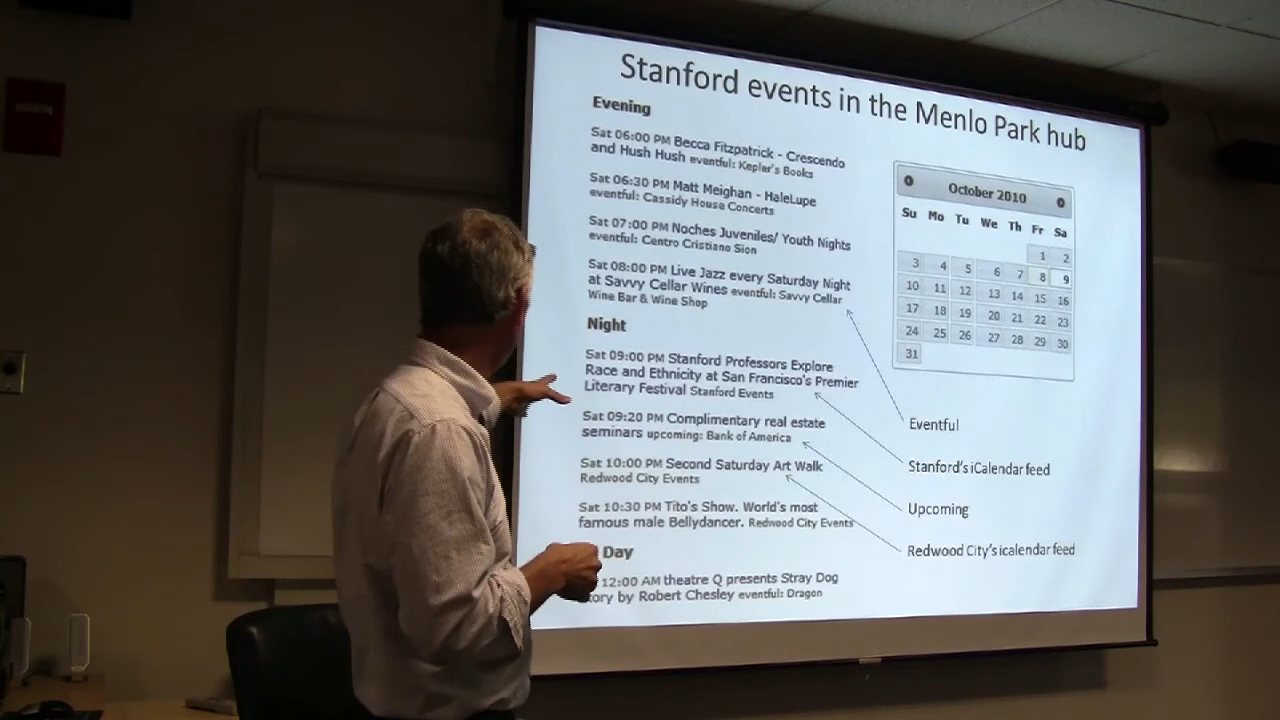 Stanford events in the Menlo Park hub
Evening
Sat 06:00 PM Becca Fitzpatrick - Crescendo
and Hush Hush eventful: Kepler's Books
Sat 06:30 PM Matt Meighan - HaleLupe
eventful: Cassidy House Concerts
Sat 07:00 PM Noches Juveniles/ Youth Nights
eventful: Centro Cristiano Sion
Sat 08:00 PM Live Jazz every Saturday Night
at Savvy Cellar Wines eventful: Savvy Cellar
Wine Bar & Wine Shop
Night
Sat 09:00 PM Stanford Professors Explore
Race and Ethnicity at San Francisco's Premier
Literary Festival Stanford Events
Sat 09:20 PM Complimentary real estate
seminars upcoming: Bank of America
Sat 10:00 PM Second Saturday Art Walk
Redwood City Events
Sat 10:30 PM Tito's Show. World's most
famous male Bellydancer. Redwood City Events
Day
12:00 AM theatre Q presents Stray Dog
Story by Robert Chesley eventful: Dragon
October 2010
Su Mo Tu We Th Fr Sa
1 2
3 4 5 6 7 8 9
10 11 12 13 14 15 16
17 18 19 20 21 22 23
24 25 26 27 28 29 30
31
Eventful
Stanford's iCalendar feed
Upcoming
Redwood City's icalendar feed